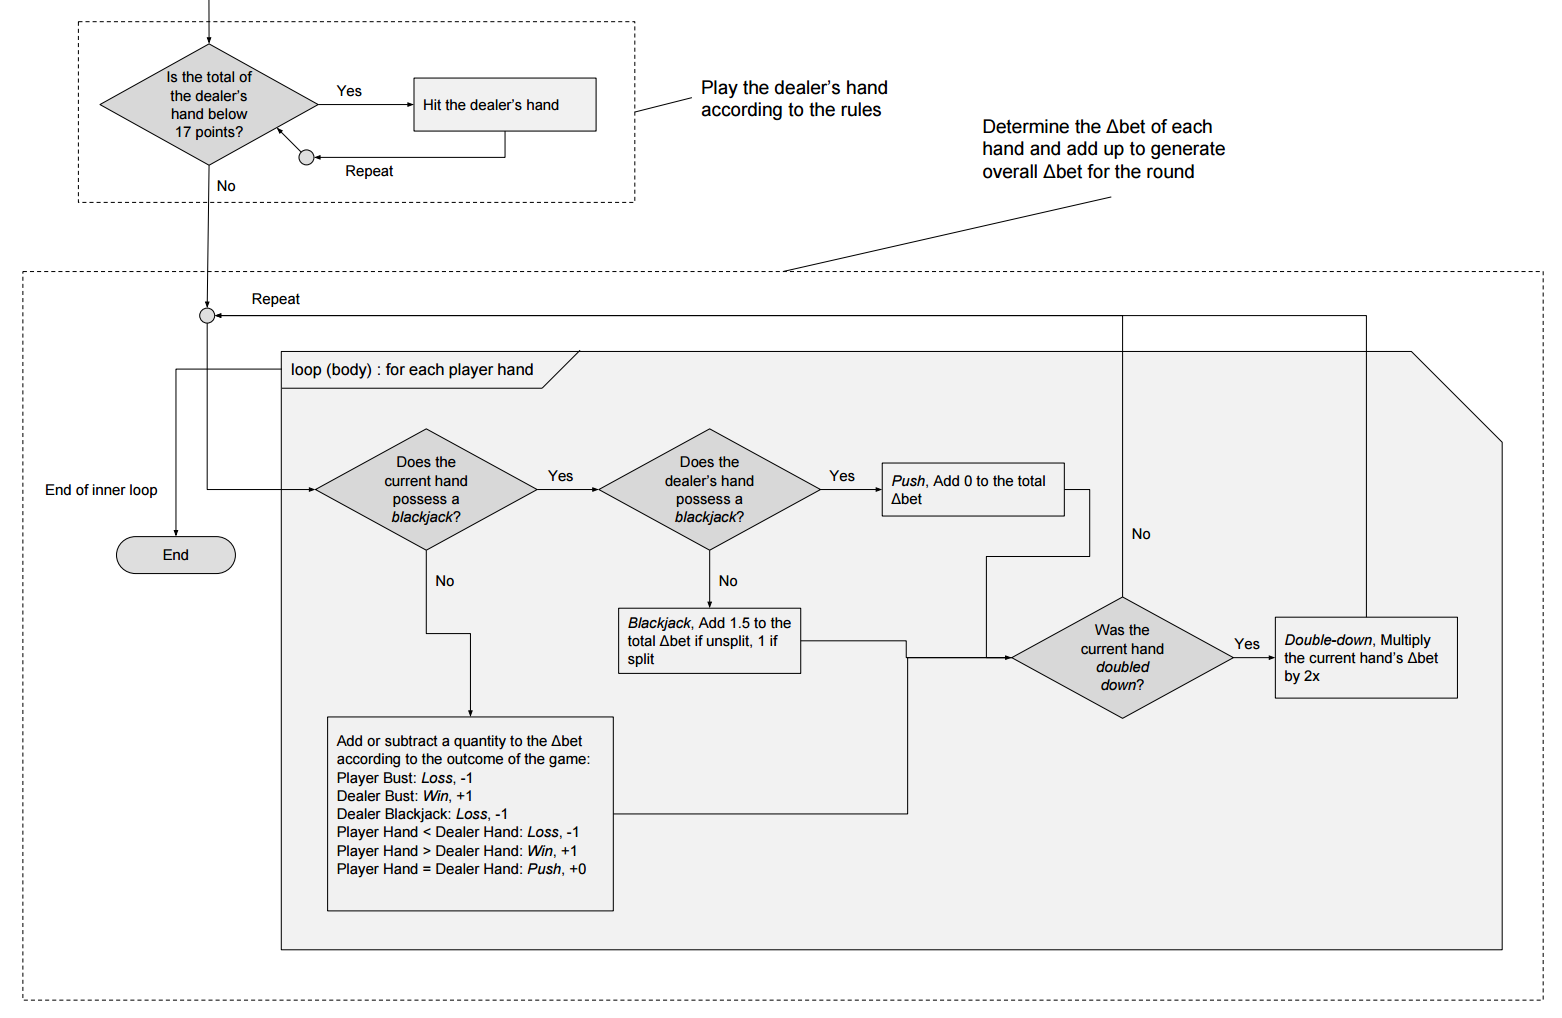 Is the total of
the dealer's
hand below
17 points?
Yes
Hit the dealer's hand
Repeat
No
Play the dealer's hand
according to the rules
Determine the Δbet of each
hand and add up to generate
overall Δbet for the round
Repeat
loop (body) : for each player hand
End of inner loop
End
Does the
current hand
possess a
blackjack?
Yes
Does the
dealer's hand
possess a
blackjack?
Yes
Push, Add 0 to the total
Δbet
No
No
Blackjack, Add 1.5 to the
total Δbet if unsplit, 1 if
split
No
Was the
current hand
doubled
down?
Yes
Double-down, Multiply
the current hand's Δbet
by 2x
Add or subtract a quantity to the Δbet
according to the outcome of the game:
Player Bust: Loss, -1
Dealer Bust: Win, +1
Dealer Blackjack: Loss, -1
Player Hand < Dealer Hand: Loss, -1
Player Hand > Dealer Hand: Win, +1
Player Hand = Dealer Hand: Push, +0